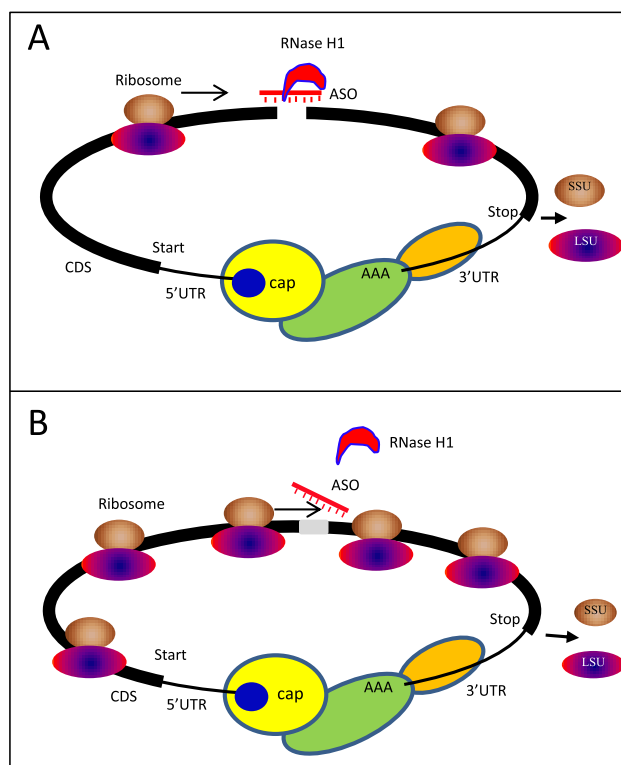 A
RNase H1
Ribosome
ASO
SSU
Stop
LSU
Start
CDS
5’UTR
cap
AAA
3’UTR
B
RNase H1
ASO
Ribosome
SSU
Stop
Start
LSU
CDS
5’UTR
cap
AAA
3’UTR